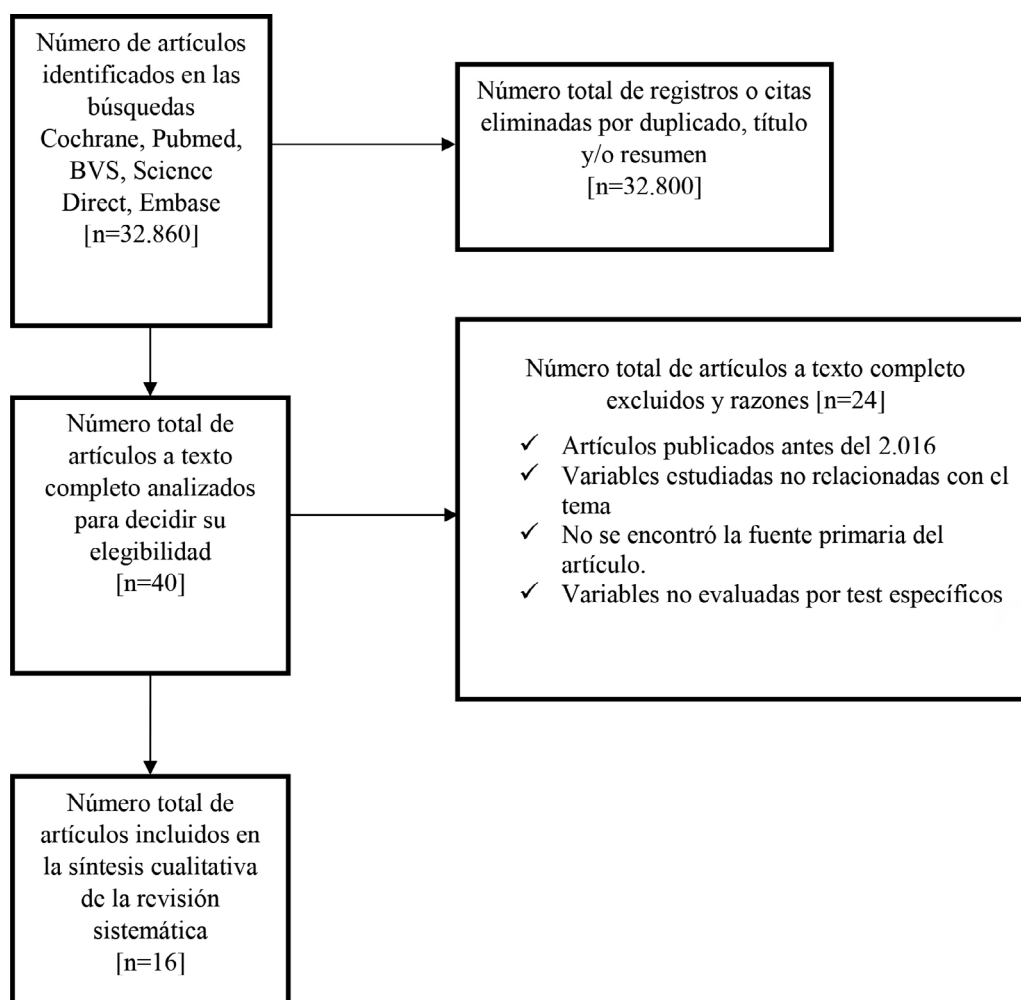 Número de artículos
identificados en las
búsquedas
Cochrane, Pubmed,
BVS, Science
Direct, Embase
[n=32.860]
Número total de registros o citas
eliminadas por duplicado, título
y/o resumen
[n=32.800]
Número total de
artículos a texto
completo analizados
para decidir su
elegibilidad
[n=40]
Número total de artículos a texto completo
excluidos y razones [n=24]
✓ Artículos publicados antes del 2.016
✓ Variables estudiadas no relacionadas con el
tema
✓ No se encontró la fuente primaria del
artículo.
✓ Variables no evaluadas por test específicos
Número total de
artículos incluidos en
la síntesis cualitativa
de la revisión
sistemática
[n=16]